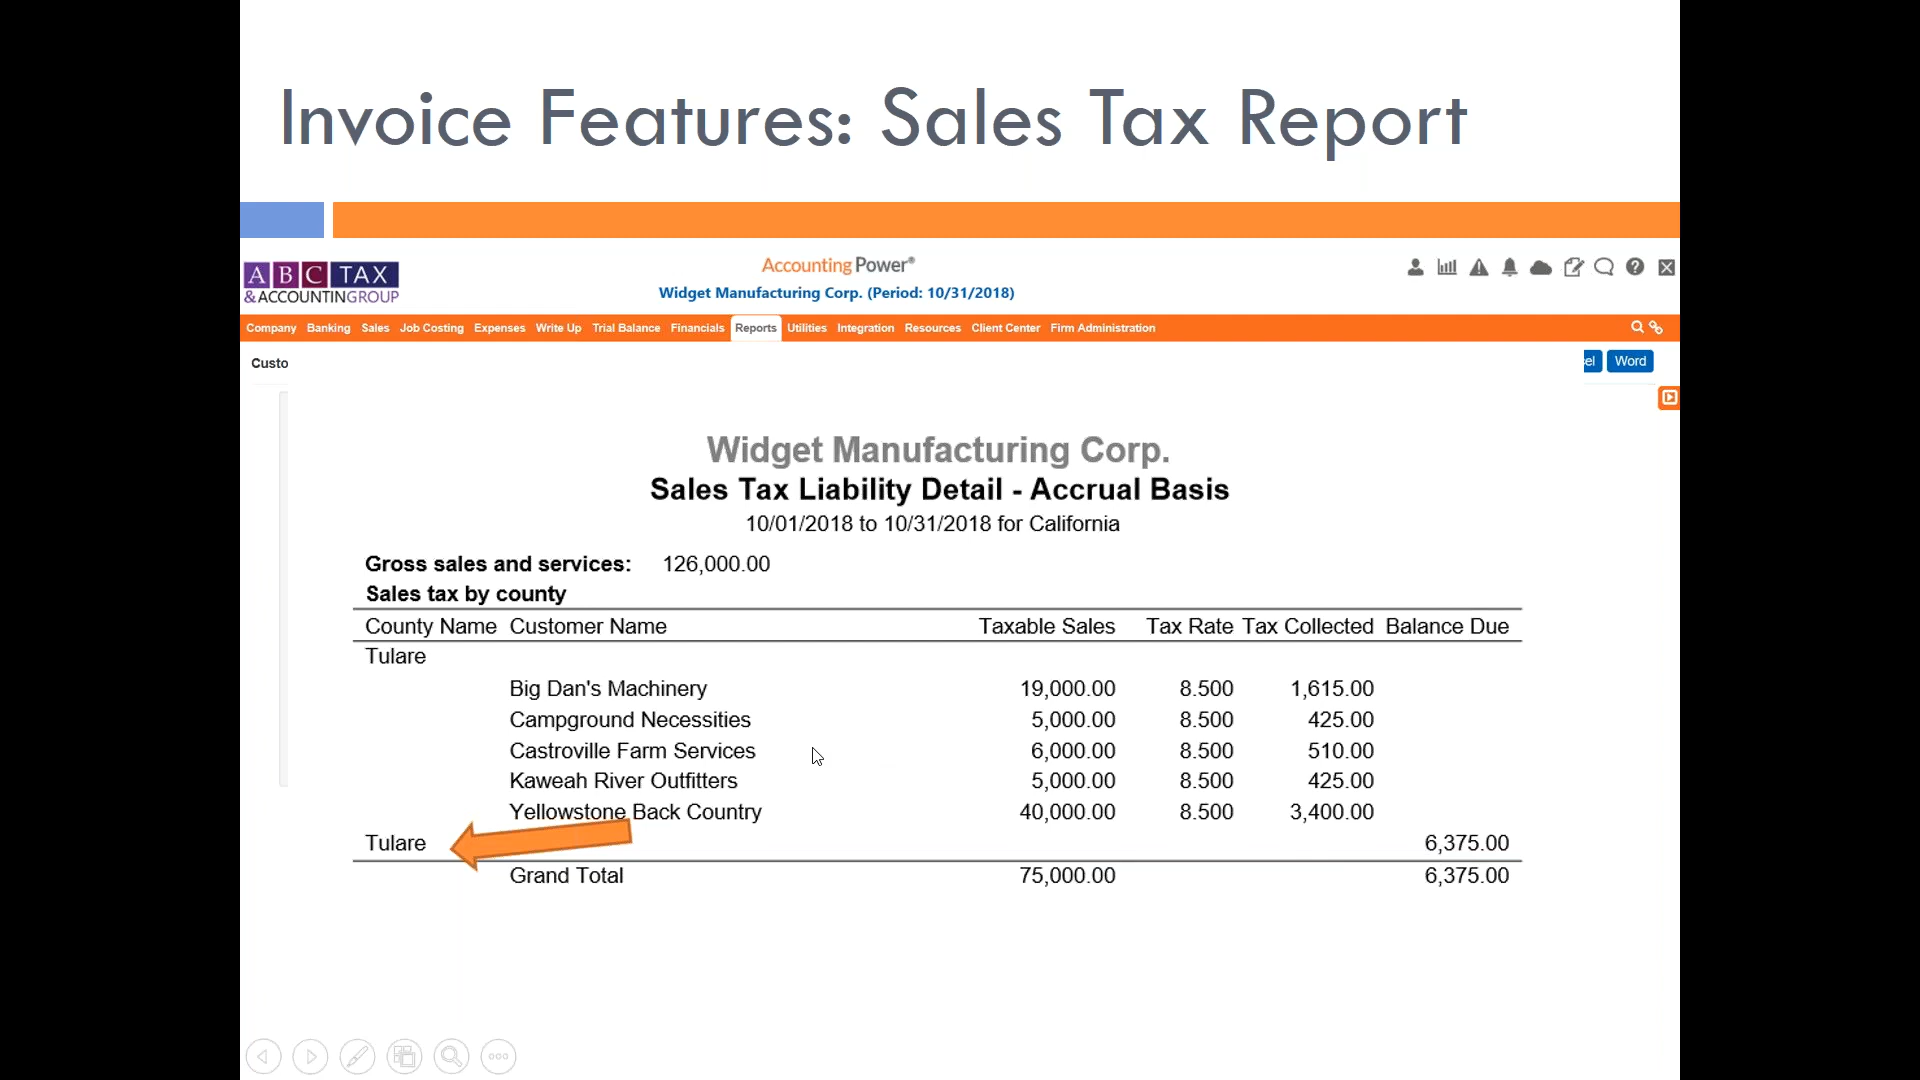 Invoice Features: Sales Tax Report
ABC TAX
& ACCOUNTINGGROUP
Accounting Power®
Widget Manufacturing Corp. (Period: 10/31/2018)
Company Banking Sales Job Costing Expenses Write Up Trial Balance Financials Reports Utilities Integration Resources Client Center Firm Administration
Custo el Word
Widget Manufacturing Corp.
Sales Tax Liability Detail - Accrual Basis
10/01/2018 to 10/31/2018 for California
Gross sales and services: 126,000.00
Sales tax by county
County Name Customer Name Taxable Sales Tax Rate Tax Collected Balance Due
Tulare
Big Dan's Machinery 19,000.00 8.500 1,615.00
Campground Necessities 5,000.00 8.500 425.00
Castroville Farm Services 6,000.00 8.500 510.00
Kaweah River Outfitters 5,000.00 8.500 425.00
Yellowstone Back Country 40,000.00 8.500 3,400.00
Tulare 6,375.00
Grand Total 75,000.00 6,375.00